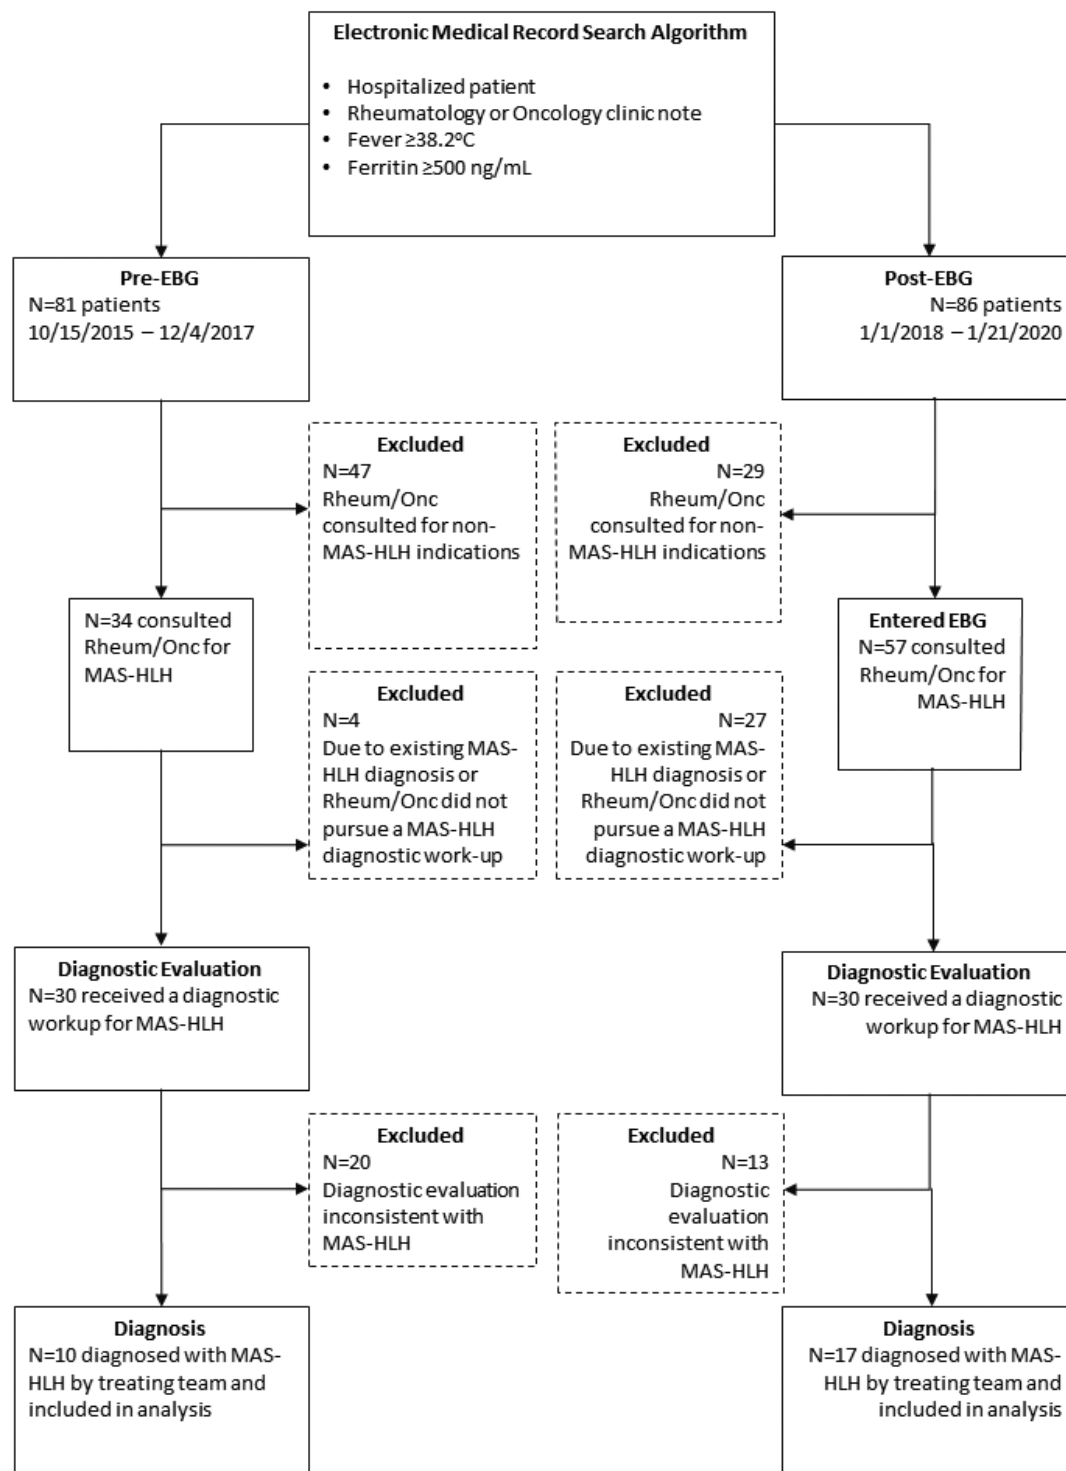 Electronic Medical Record Search Algorithm
• Hospitalized patient
• Rheumatology or Oncology clinic note
• Fever ≥38.2°C
• Ferritin ≥500 ng/mL
Pre-EBG
N=81 patients
10/15/2015 – 12/4/2017
Post-EBG
N=86 patients
1/1/2018 – 1/21/2020
Excluded
N=47
Rheum/Onc
consulted for non-
MAS-HLH indications
Excluded
N=29
Rheum/Onc
consulted for non-
MAS-HLH indications
N=34 consulted
Rheum/Onc for
MAS-HLH
Entered EBG
N=57 consulted
Rheum/Onc for
MAS-HLH
Excluded
N=4
Due to existing MAS-
HLH diagnosis or
Rheum/Onc did not
pursue a MAS-HLH
diagnostic work-up
Excluded
N=27
Due to existing MAS-
HLH diagnosis or
Rheum/Onc did not
pursue a MAS-HLH
diagnostic work-up
Diagnostic Evaluation
N=30 received a diagnostic
workup for MAS-HLH
Diagnostic Evaluation
N=30 received a diagnostic
workup for MAS-HLH
Excluded
N=20
Diagnostic evaluation
inconsistent with
MAS-HLH
Excluded
N=13
Diagnostic
evaluation
inconsistent with
MAS-HLH
Diagnosis
N=10 diagnosed with MAS-
HLH by treating team and
included in analysis
Diagnosis
N=17 diagnosed with MAS-
HLH by treating team and
included in analysis